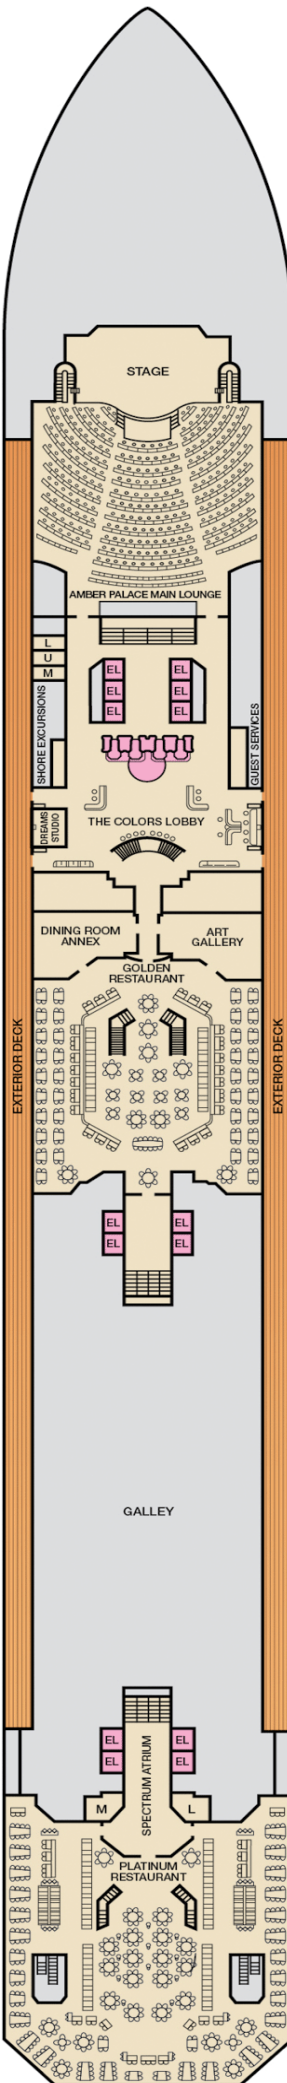 STAGE
AMBER PALACE MAIN LOUNGE
L
U
M
EL
EL
EL
EL
EL
EL
SHORE EXCURSIONS
GUEST SERVICES
DREAMS
STUDIO
THE COLORS LOBBY
DINING ROOM
ANNEX
ART
GALLERY
GOLDEN
RESTAURANT
EXTERIOR DECK
EXTERIOR DECK
EL
EL
EL
EL
GALLEY
EL
EL
EL
EL
SPECTRUM ATRIUM
M
L
PLATINUM
RESTAURANT